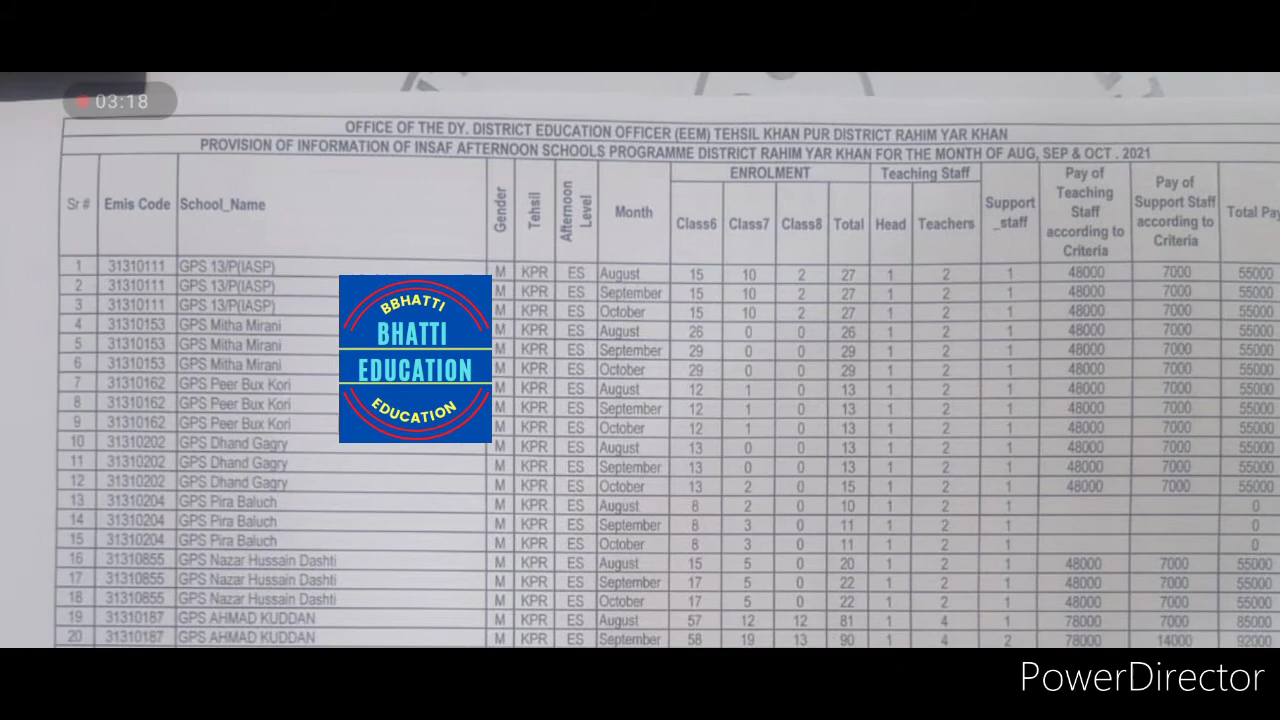 03:18
OFFICE OF THE DY. DISTRICT EDUCATION OFFICER (EEM) TEHSIL KHAN PUR DISTRICT RAHIM YAR KHAN
PROVISION OF INFORMATION OF INSAF AFTERNOON SCHOOLS PROGRAMME DISTRICT RAHIM YAR KHAN FOR THE MONTH OF AUG, SEP & OCT . 2021
Sr # Emis Code School_Name Gender Tehsil Afternoon Level Month ENROLMENT Class6 Class7 Class8 Total Teaching Staff Head Teachers Support _staff Pay of Teaching Staff according to Criteria Pay of Support Staff according to Criteria Total Pay
1 31310111 GPS 13/P(IASP) M KPR ES August 15 10 2 27 1 2 1 48000 7000 55000
2 31310111 GPS 13/P(IASP) M KPR ES September 15 10 2 27 1 2 1 48000 7000 55000
3 31310111 GPS 13/P(IASP) M KPR ES October 15 10 2 27 1 2 1 48000 7000 55000
4 31310153 GPS Mitha Mirani M KPR ES August 26 0 0 26 1 2 1 48000 7000 55000
5 31310153 GPS Mitha Mirani M KPR ES September 29 0 0 29 1 2 1 48000 7000 55000
6 31310153 GPS Mitha Mirani M KPR ES October 29 0 0 29 1 2 1 48000 7000 55000
7 31310162 GPS Peer Bux Kori M KPR ES August 12 1 0 13 1 2 1 48000 7000 55000
8 31310162 GPS Peer Bux Kori M KPR ES September 12 1 0 13 1 2 1 48000 7000 55000
9 31310162 GPS Peer Bux Kori M KPR ES October 12 1 0 13 1 2 1 48000 7000 55000
10 31310202 GPS Dhand Gagry M KPR ES August 13 0 0 13 1 2 1 48000 7000 55000
11 31310202 GPS Dhand Gagry M KPR ES September 13 0 0 13 1 2 1 48000 7000 55000
12 31310202 GPS Dhand Gagry M KPR ES October 13 2 0 15 1 2 1 48000 7000 55000
13 31310204 GPS Pira Baluch M KPR ES August 8 2 0 10 1 2 1 0
14 31310204 GPS Pira Baluch M KPR ES September 8 3 0 11 1 2 1 0
15 31310204 GPS Pira Baluch M KPR ES October 8 3 0 11 1 2 1 0
16 31310855 GPS Nazar Hussain Dashti M KPR ES August 15 5 0 20 1 2 1 48000 7000 55000
17 31310855 GPS Nazar Hussain Dashti M KPR ES September 17 5 0 22 1 2 1 48000 7000 55000
18 31310855 GPS Nazar Hussain Dashti M KPR ES October 17 5 0 22 1 2 1 48000 7000 55000
19 31310187 GPS AHMAD KUDDAN M KPR ES August 57 12 12 81 1 4 1 78000 7000 85000
20 31310187 GPS AHMAD KUDDAN M KPR ES September 58 19 13 90 1 4 2 78000 14000 92000
BBHATTI
BHATTI
EDUCATION
EDUCATION
PowerDirector